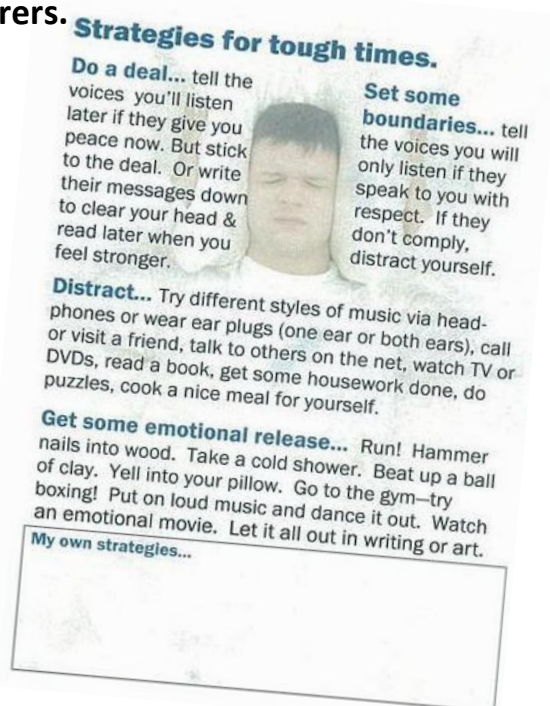 rers.
Strategies for tough times.
Do a deal... tell the
voices you'll listen
later if they give you
peace now. But stick
to the deal. Or write
their messages down
to clear your head &
read later when you
feel stronger.
Set some
boundaries... tell
the voices you will
only listen if they
speak to you with
respect. If they
don't comply,
distract yourself.
Distract... Try different styles of music via head-
phones or wear ear plugs (one ear or both ears), call
or visit a friend, talk to others on the net, watch TV or
DVDs, read a book, get some housework done, do
puzzles, cook a nice meal for yourself.
Get some emotional release... Run! Hammer
nails into wood. Take a cold shower. Beat up a ball
of clay. Yell into your pillow. Go to the gym—try
boxing! Put on loud music and dance it out. Watch
an emotional movie. Let it all out in writing or art.
My own strategies...